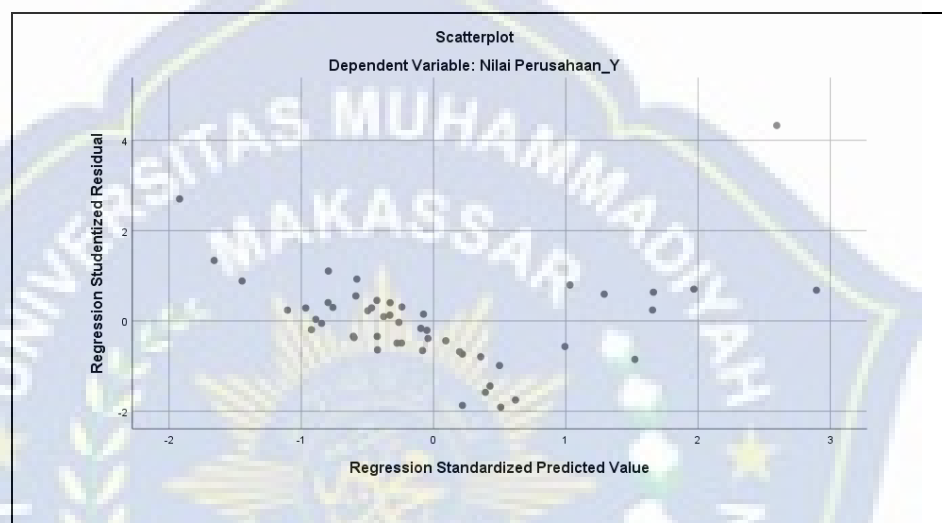 Scatterplot
Dependent Variable: Nilai Perusahaan_Y
UNIVERSITAS MUHAMMADIYAH
MAKASSAR
Regression Studentized Residual
4
2
0
-2
-2 -1 0 1 2 3
Regression Standardized Predicted Value